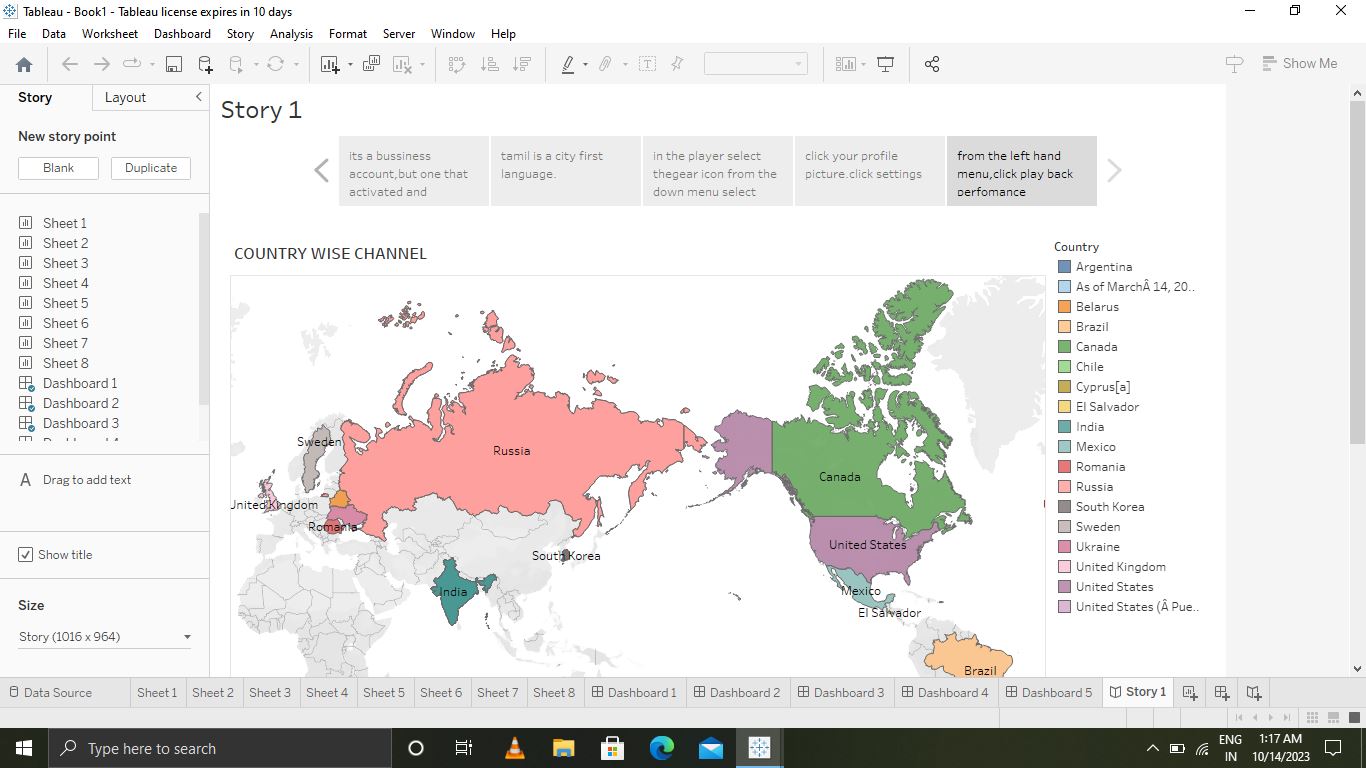 Tableau - Book1 - Tableau license expires in 10 days
File Data Worksheet Dashboard Story Analysis Format Server Window Help
Show Me
Story Layout
New story point
Blank Duplicate
Sheet 1
Sheet 2
Sheet 3
Sheet 4
Sheet 5
Sheet 6
Sheet 7
Sheet 8
Dashboard 1
Dashboard 2
Dashboard 3
A Drag to add text
Show title
Size
Story (1016 x 964)
Story 1
its a bussiness
account,but one that
activated and
tamil is a city first
language.
in the player select
thegear icon from the
down menu select
click your profile
picture.click settings
from the left hand
menu,click play back
perfomance
COUNTRY WISE CHANNEL
Sweden
Russia
United Kingdom
Romania
South Korea
India
Canada
United States
Mexico
El Salvador
Brazil
Country
Argentina
As of MarchÂ 14, 20..
Belarus
Brazil
Canada
Chile
Cyprus[a]
El Salvador
India
Mexico
Romania
Russia
South Korea
Sweden
Ukraine
United Kingdom
United States
United States (Â Pue..
Data Source Sheet 1 Sheet 2 Sheet 3 Sheet 4 Sheet 5 Sheet 6 Sheet 7 Sheet 8 Dashboard 1 Dashboard 2 Dashboard 3 Dashboard 4 Dashboard 5 Story 1
Type here to search
ENG
IN
1:17 AM
10/14/2023